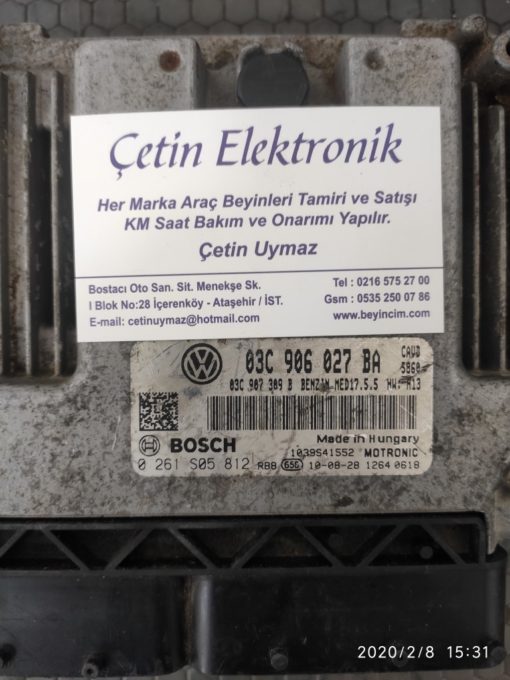 Çetin Elektronik
Her Marka Araç Beyinleri Tamiri ve Satışı
KM Saat Bakım ve Onarımı Yapılır.
Çetin Uymaz
Bostacı Oto San. Sit. Menekşe Sk.
I Blok No:28 İçerenköy - Ataşehir / İST.
E-mail: cetinuymaz@hotmail.com
Tel : 0216 575 27 00
Gsm : 0535 250 07 86
www.beyincim.com
03C 906 027 BA
03C 907 309 B BENZIN-MED17.5.5
BOSCH
0 261 S05 812
Made in Hungary
1039S41552 MOTRONIC
RBB GSG 10-08-28 1264 0618
2020/2/8 15:31